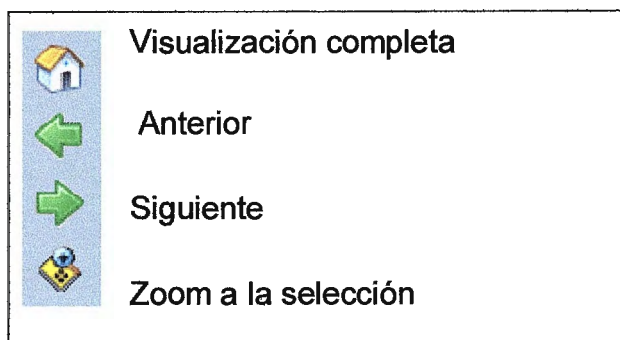 Visualización completa
Anterior
Siguiente
Zoom a la selección